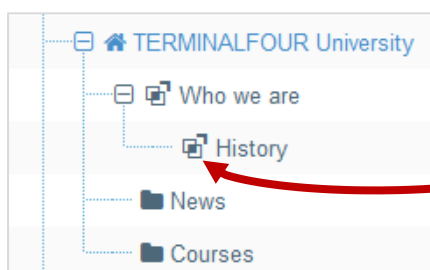 TERMINALFOUR University
Who we are
History
News
Courses